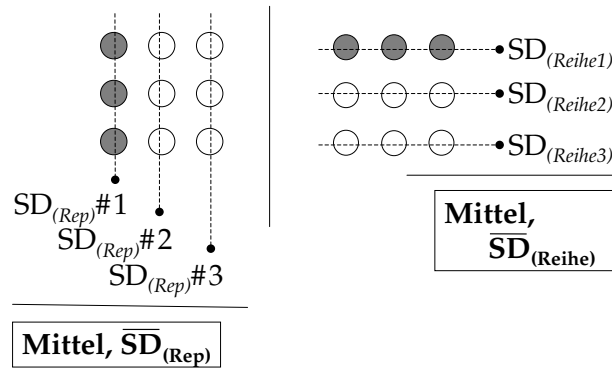 SD(Rep)#1
SD(Rep)#2
SD(Rep)#3
Mittel, SD(Rep)
SD(Reihe1)
SD(Reihe2)
SD(Reihe3)
Mittel,
SD(Reihe)